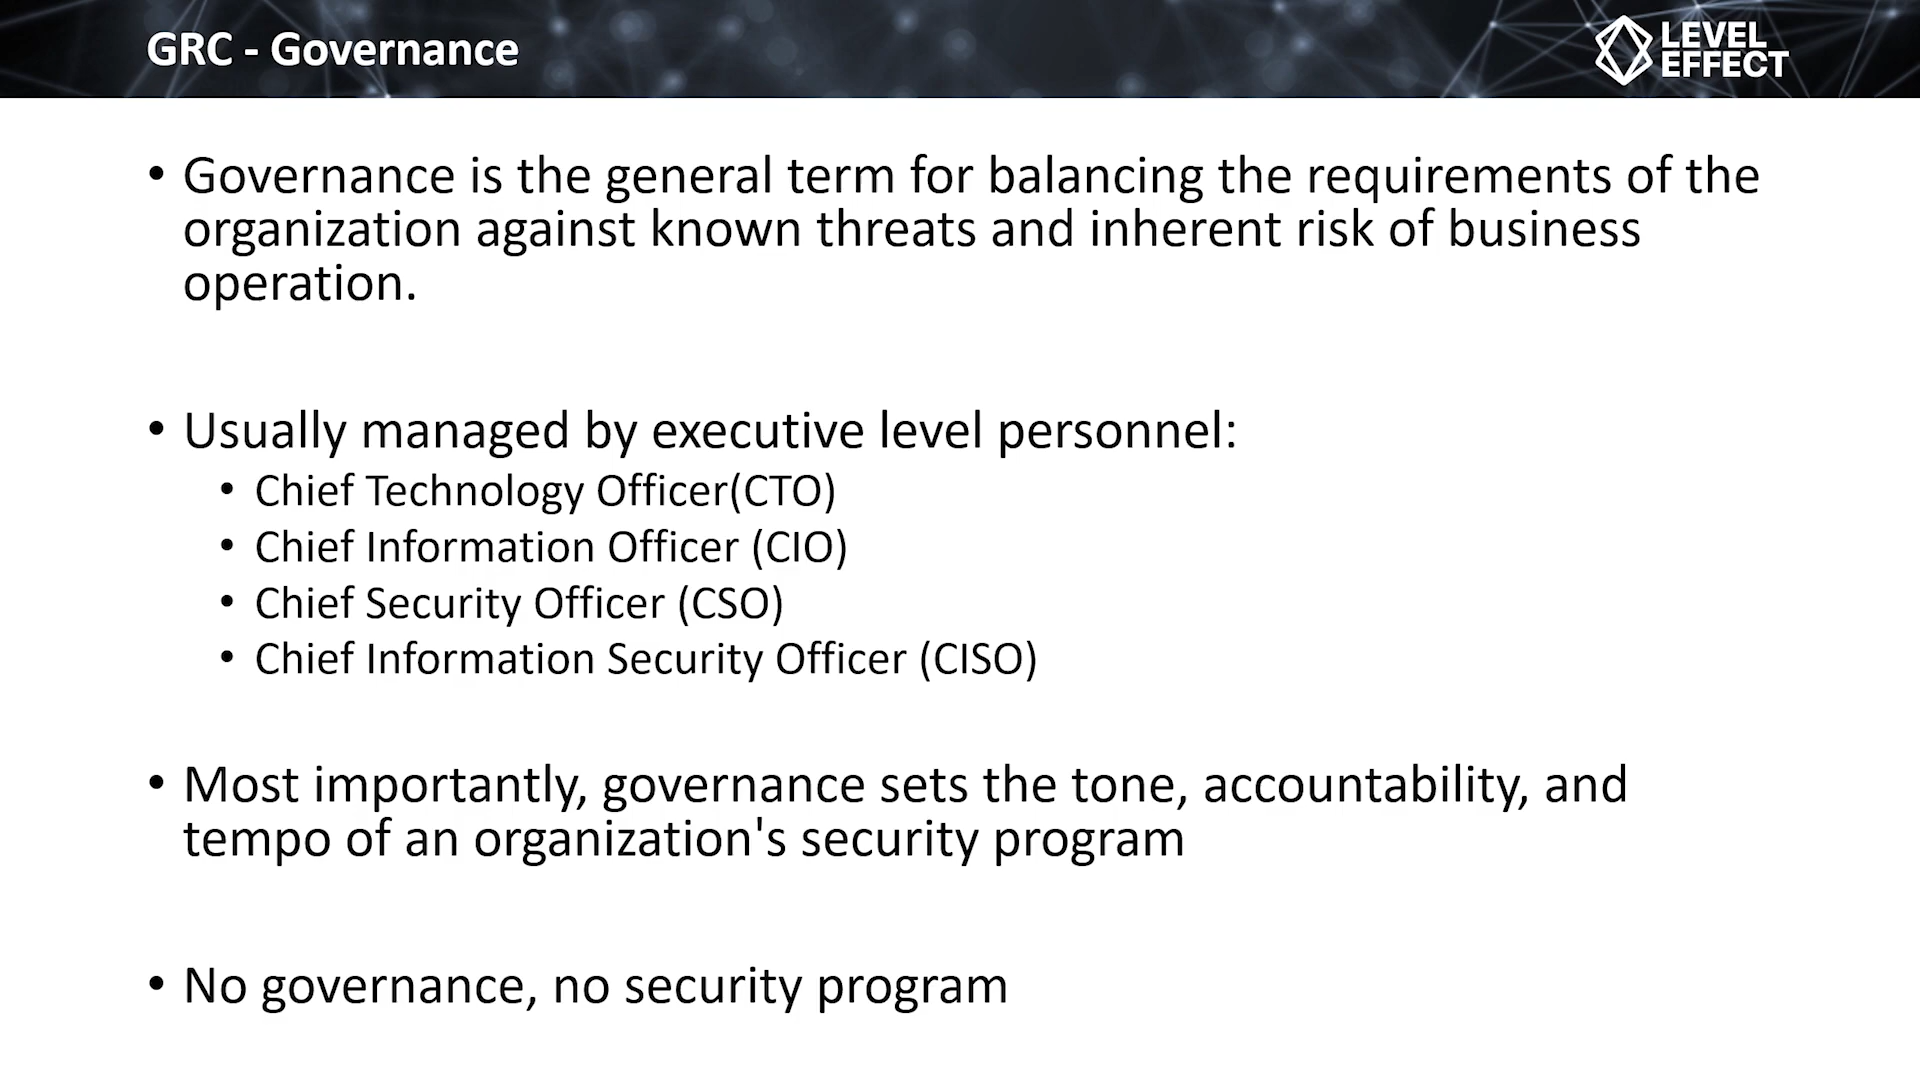 GRC - Governance
LEVEL
EFFECT
• Governance is the general term for balancing the requirements of the
organization against known threats and inherent risk of business
operation.
• Usually managed by executive level personnel:
• Chief Technology Officer(CTO)
• Chief Information Officer (CIO)
• Chief Security Officer (CSO)
• Chief Information Security Officer (CISO)
• Most importantly, governance sets the tone, accountability, and
tempo of an organization's security program
• No governance, no security program